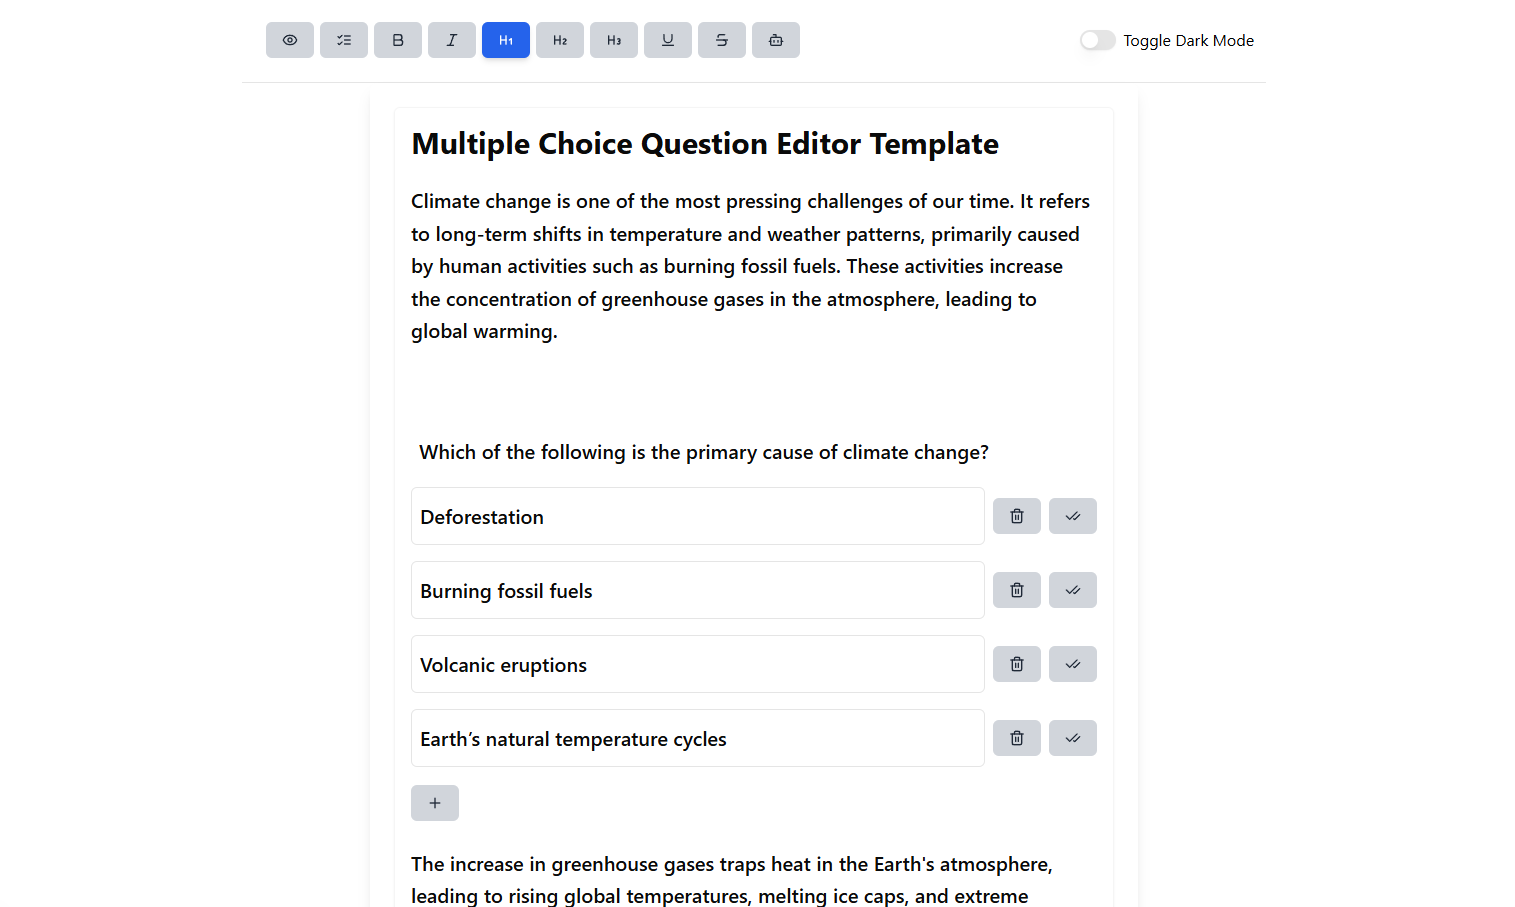 B I H1 H2 H3 U S Toggle Dark Mode
Multiple Choice Question Editor Template
Climate change is one of the most pressing challenges of our time. It refers
to long-term shifts in temperature and weather patterns, primarily caused
by human activities such as burning fossil fuels. These activities increase
the concentration of greenhouse gases in the atmosphere, leading to
global warming.
Which of the following is the primary cause of climate change?
Deforestation
Burning fossil fuels
Volcanic eruptions
Earth’s natural temperature cycles
The increase in greenhouse gases traps heat in the Earth's atmosphere,
leading to rising global temperatures, melting ice caps, and extreme